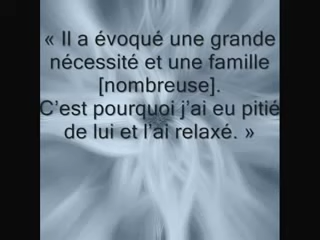 « Il a évoqué une grande
nécessité et une famille
[nombreuse].
C’est pourquoi j’ai eu pitié
de lui et l’ai relaxé. »